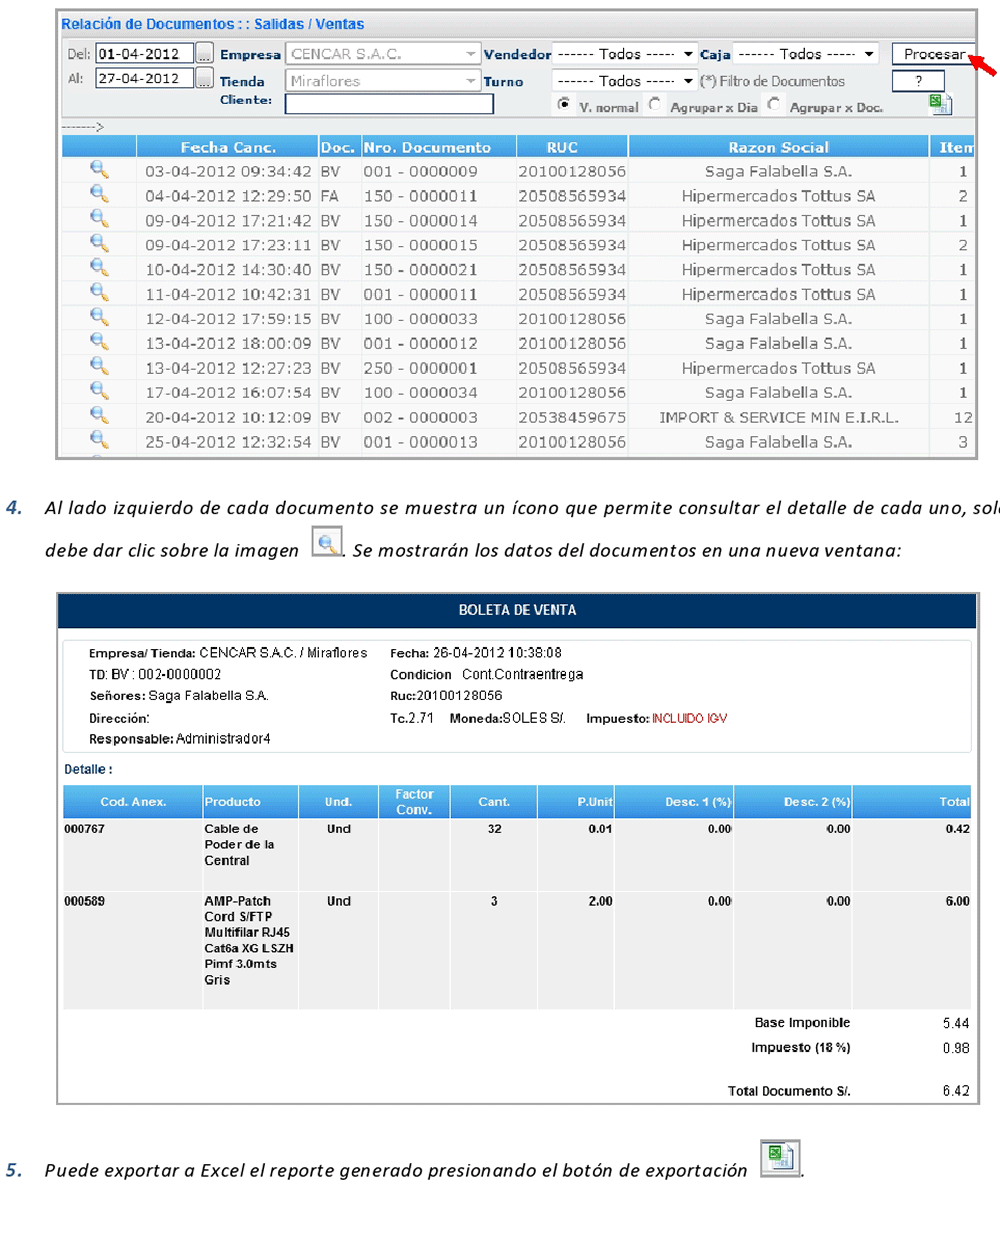 Relación de Documentos : : Salidas / Ventas
Del: 01-04-2012 ... Empresa CENCAR S.A.C. Vendedor ------ Todos ----- Caja ------ Todos ----- Procesar
Al: 27-04-2012 ... Tienda Miraflores Turno ------ Todos ----- (*) Filtro de Documentos ?
Cliente: V. normal Agrupar x Dia Agrupar x Doc.
------->
Fecha Canc. Doc. Nro. Documento RUC Razon Social Item
03-04-2012 09:34:42 BV 001 - 0000009 20100128056 Saga Falabella S.A. 1
04-04-2012 12:29:50 FA 150 - 0000011 20508565934 Hipermercados Tottus SA 2
09-04-2012 17:21:42 BV 150 - 0000014 20508565934 Hipermercados Tottus SA 1
09-04-2012 17:23:11 BV 150 - 0000015 20508565934 Hipermercados Tottus SA 2
10-04-2012 14:30:40 BV 150 - 0000021 20508565934 Hipermercados Tottus SA 1
11-04-2012 10:42:31 BV 001 - 0000011 20508565934 Hipermercados Tottus SA 1
12-04-2012 17:59:15 BV 100 - 0000033 20100128056 Saga Falabella S.A. 1
13-04-2012 18:00:09 BV 001 - 0000012 20100128056 Saga Falabella S.A. 1
13-04-2012 12:27:23 BV 250 - 0000001 20508565934 Hipermercados Tottus SA 1
17-04-2012 16:07:54 BV 100 - 0000034 20100128056 Saga Falabella S.A. 1
20-04-2012 10:12:09 BV 002 - 0000003 20538459675 IMPORT & SERVICE MIN E.I.R.L. 12
25-04-2012 12:32:54 BV 001 - 0000013 20100128056 Saga Falabella S.A. 3
4. Al lado izquierdo de cada documento se muestra un ícono que permite consultar el detalle de cada uno, solo
debe dar clic sobre la imagen . Se mostrarán los datos del documentos en una nueva ventana:
BOLETA DE VENTA
Empresa/ Tienda: CENCAR S.A.C. / Miraflores Fecha: 26-04-2012 10:38:08
TD: BV : 002-0000002 Condicion Cont.Contraentrega
Señores: Saga Falabella S.A. Ruc:20100128056
Dirección: Tc.2.71 Moneda:SOLES S/. Impuesto: INCLUIDO IGV
Responsable: Administrador4
Detalle :
Cod. Anex. Producto Und. Factor Conv. Cant. P.Unit Desc. 1 (%) Desc. 2 (%) Total
000767 Cable de Und 32 0.01 0.00 0.00 0.42
Poder de la
Central
000589 AMP-Patch Und 3 2.00 0.00 0.00 6.00
Cord S/FTP
Multifilar RJ45
Cat6a XG LSZH
Pimf 3.0mts
Gris
Base Imponible 5.44
Impuesto (18 %) 0.98
Total Documento S/. 6.42
5. Puede exportar a Excel el reporte generado presionando el botón de exportación .